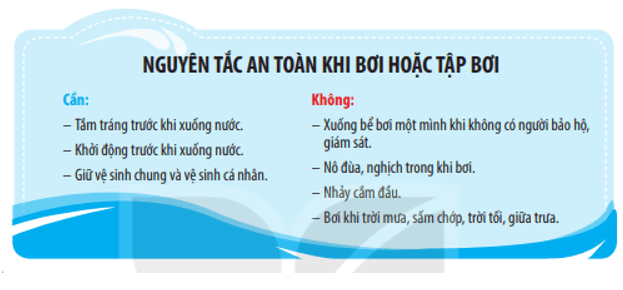 NGUYÊN TẮC AN TOÀN KHI BƠI HOẶC TẬP BƠI
Cần:
– Tắm tráng trước khi xuống nước.
– Khởi động trước khi xuống nước.
– Giữ vệ sinh chung và vệ sinh cá nhân.
Không:
– Xuống bể bơi một mình khi không có người bảo hộ,
giám sát.
– Nô đùa, nghịch trong khi bơi.
– Nhảy cắm đầu.
– Bơi khi trời mưa, sấm chớp, trời tối, giữa trưa.